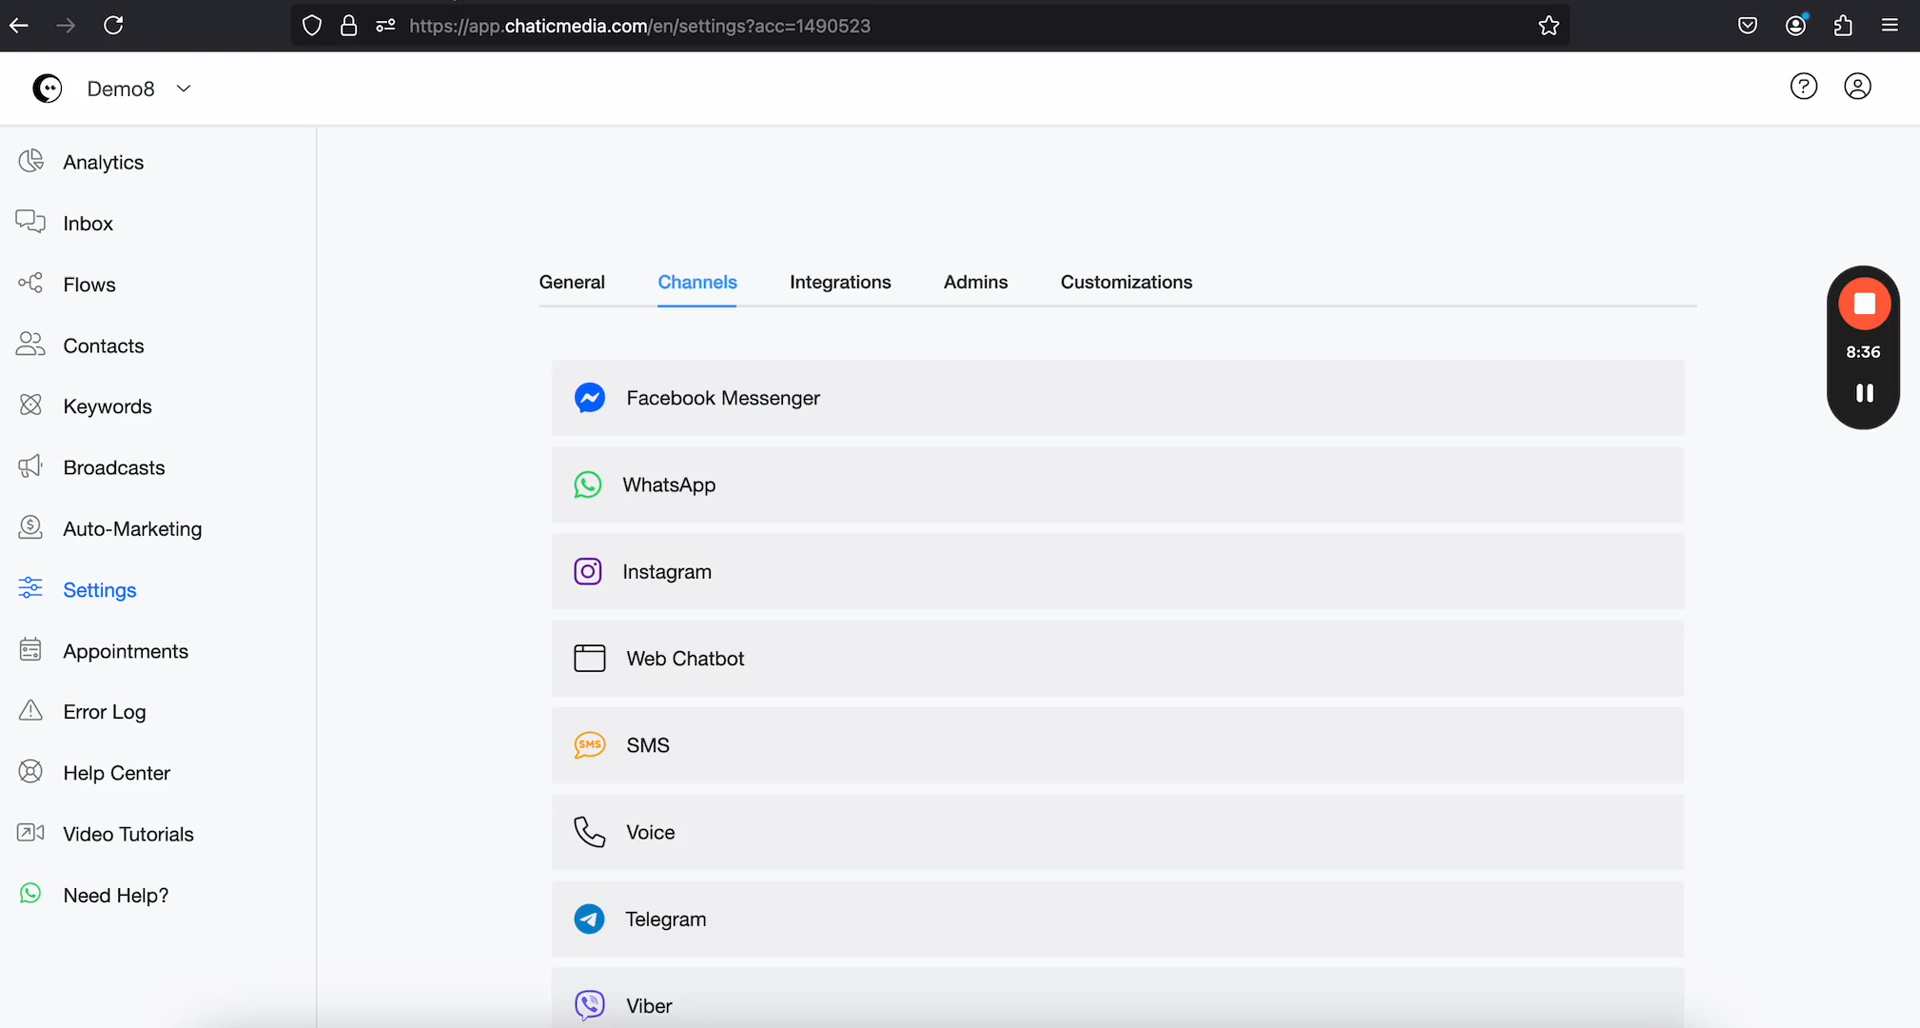 https://app.chaticmedia.com/en/settings?acc=1490523
Demo8
Analytics
Inbox
Flows
Contacts
Keywords
Broadcasts
Auto-Marketing
Settings
Appointments
Error Log
Help Center
Video Tutorials
Need Help?
General Channels Integrations Admins Customizations
Facebook Messenger
WhatsApp
Instagram
Web Chatbot
SMS SMS
Voice
Telegram
Viber
8:36